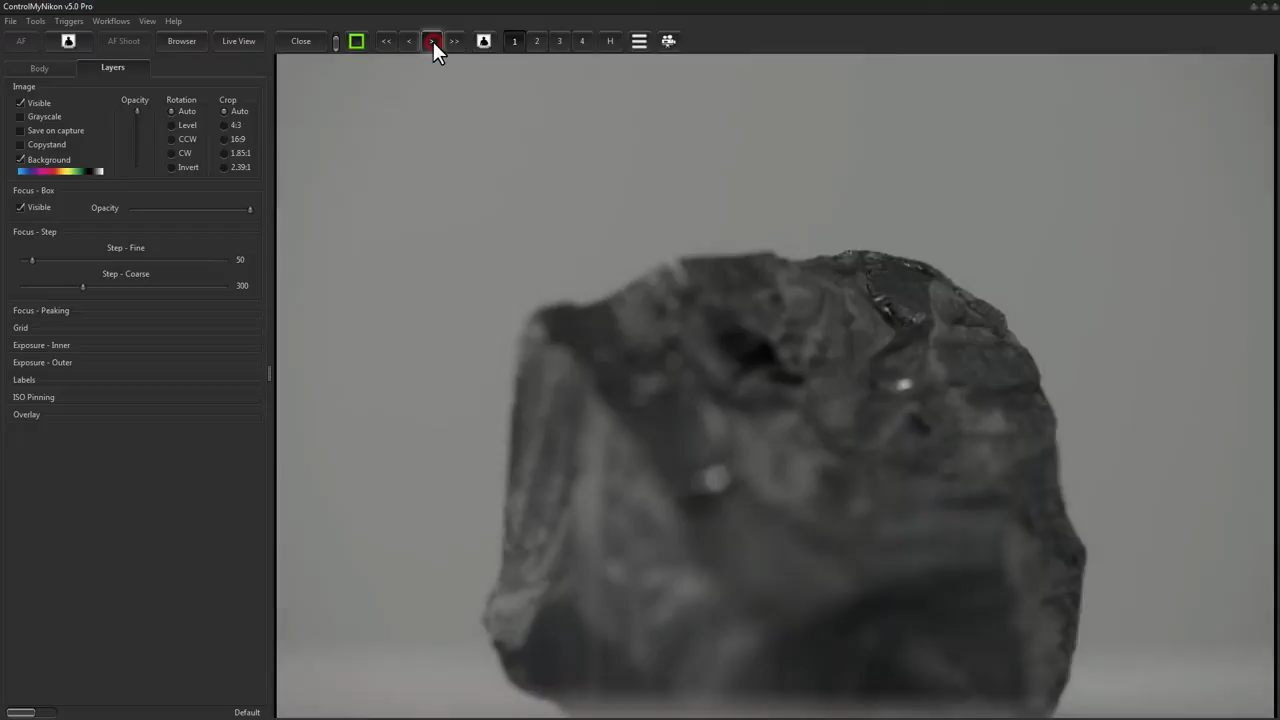 ControlMyNikon v5.0 Pro
File Tools Triggers Workflows View Help
AF AF Shoot Browser Live View Close << < > >> 1 2 3 4 H
Body Layers
Image
Visible
Grayscale
Save on capture
Copystand
Background
Opacity
Rotation
Auto
Level
CCW
CW
Invert
Crop
Auto
4:3
16:9
1.85:1
2.39:1
Focus - Box
Visible Opacity
Focus - Step
Step - Fine
50
Step - Coarse
300
Focus - Peaking
Grid
Exposure - Inner
Exposure - Outer
Labels
ISO Pinning
Overlay
Default